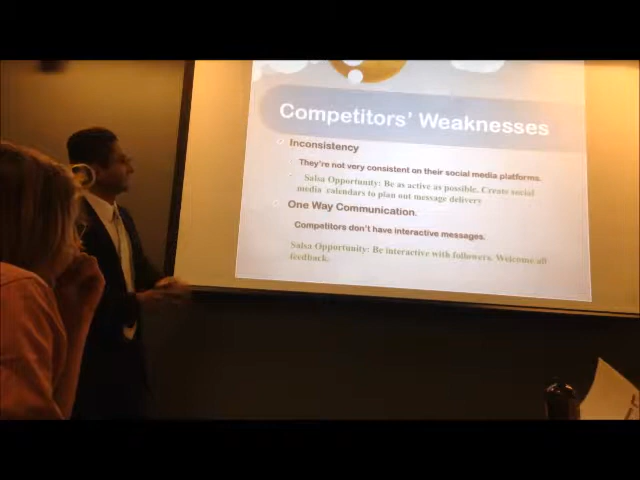 Competitors' Weaknesses
Inconsistency
They're not very consistent on their social media platforms.
Salsa Opportunity: Be as active as possible. Create social
media calendars to plan out message delivery
One Way Communication.
Competitors don't have interactive messages.
Salsa Opportunity: Be interactive with followers. Welcome all
feedback.